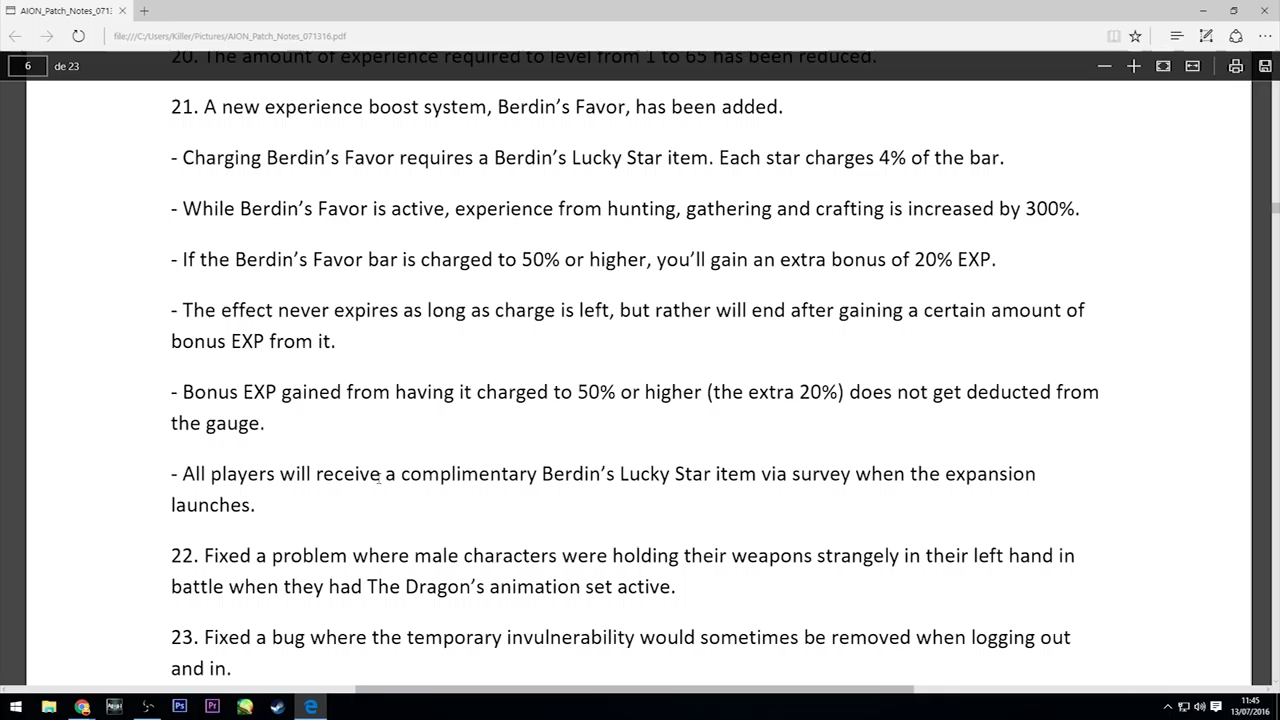 AION_Patch_Notes_0713
file:///C:/Users/Killer/Pictures/AION_Patch_Notes_071316.pdf
20. The amount of experience required to level from 1 to 65 has been reduced.
6 de 23
21. A new experience boost system, Berdin’s Favor, has been added.
- Charging Berdin’s Favor requires a Berdin’s Lucky Star item. Each star charges 4% of the bar.
- While Berdin’s Favor is active, experience from hunting, gathering and crafting is increased by 300%.
- If the Berdin’s Favor bar is charged to 50% or higher, you’ll gain an extra bonus of 20% EXP.
- The effect never expires as long as charge is left, but rather will end after gaining a certain amount of
bonus EXP from it.
- Bonus EXP gained from having it charged to 50% or higher (the extra 20%) does not get deducted from
the gauge.
- All players will receive a complimentary Berdin’s Lucky Star item via survey when the expansion
launches.
22. Fixed a problem where male characters were holding their weapons strangely in their left hand in
battle when they had The Dragon’s animation set active.
23. Fixed a bug where the temporary invulnerability would sometimes be removed when logging out
and in.
Ps Pr
11:45
13/07/2016